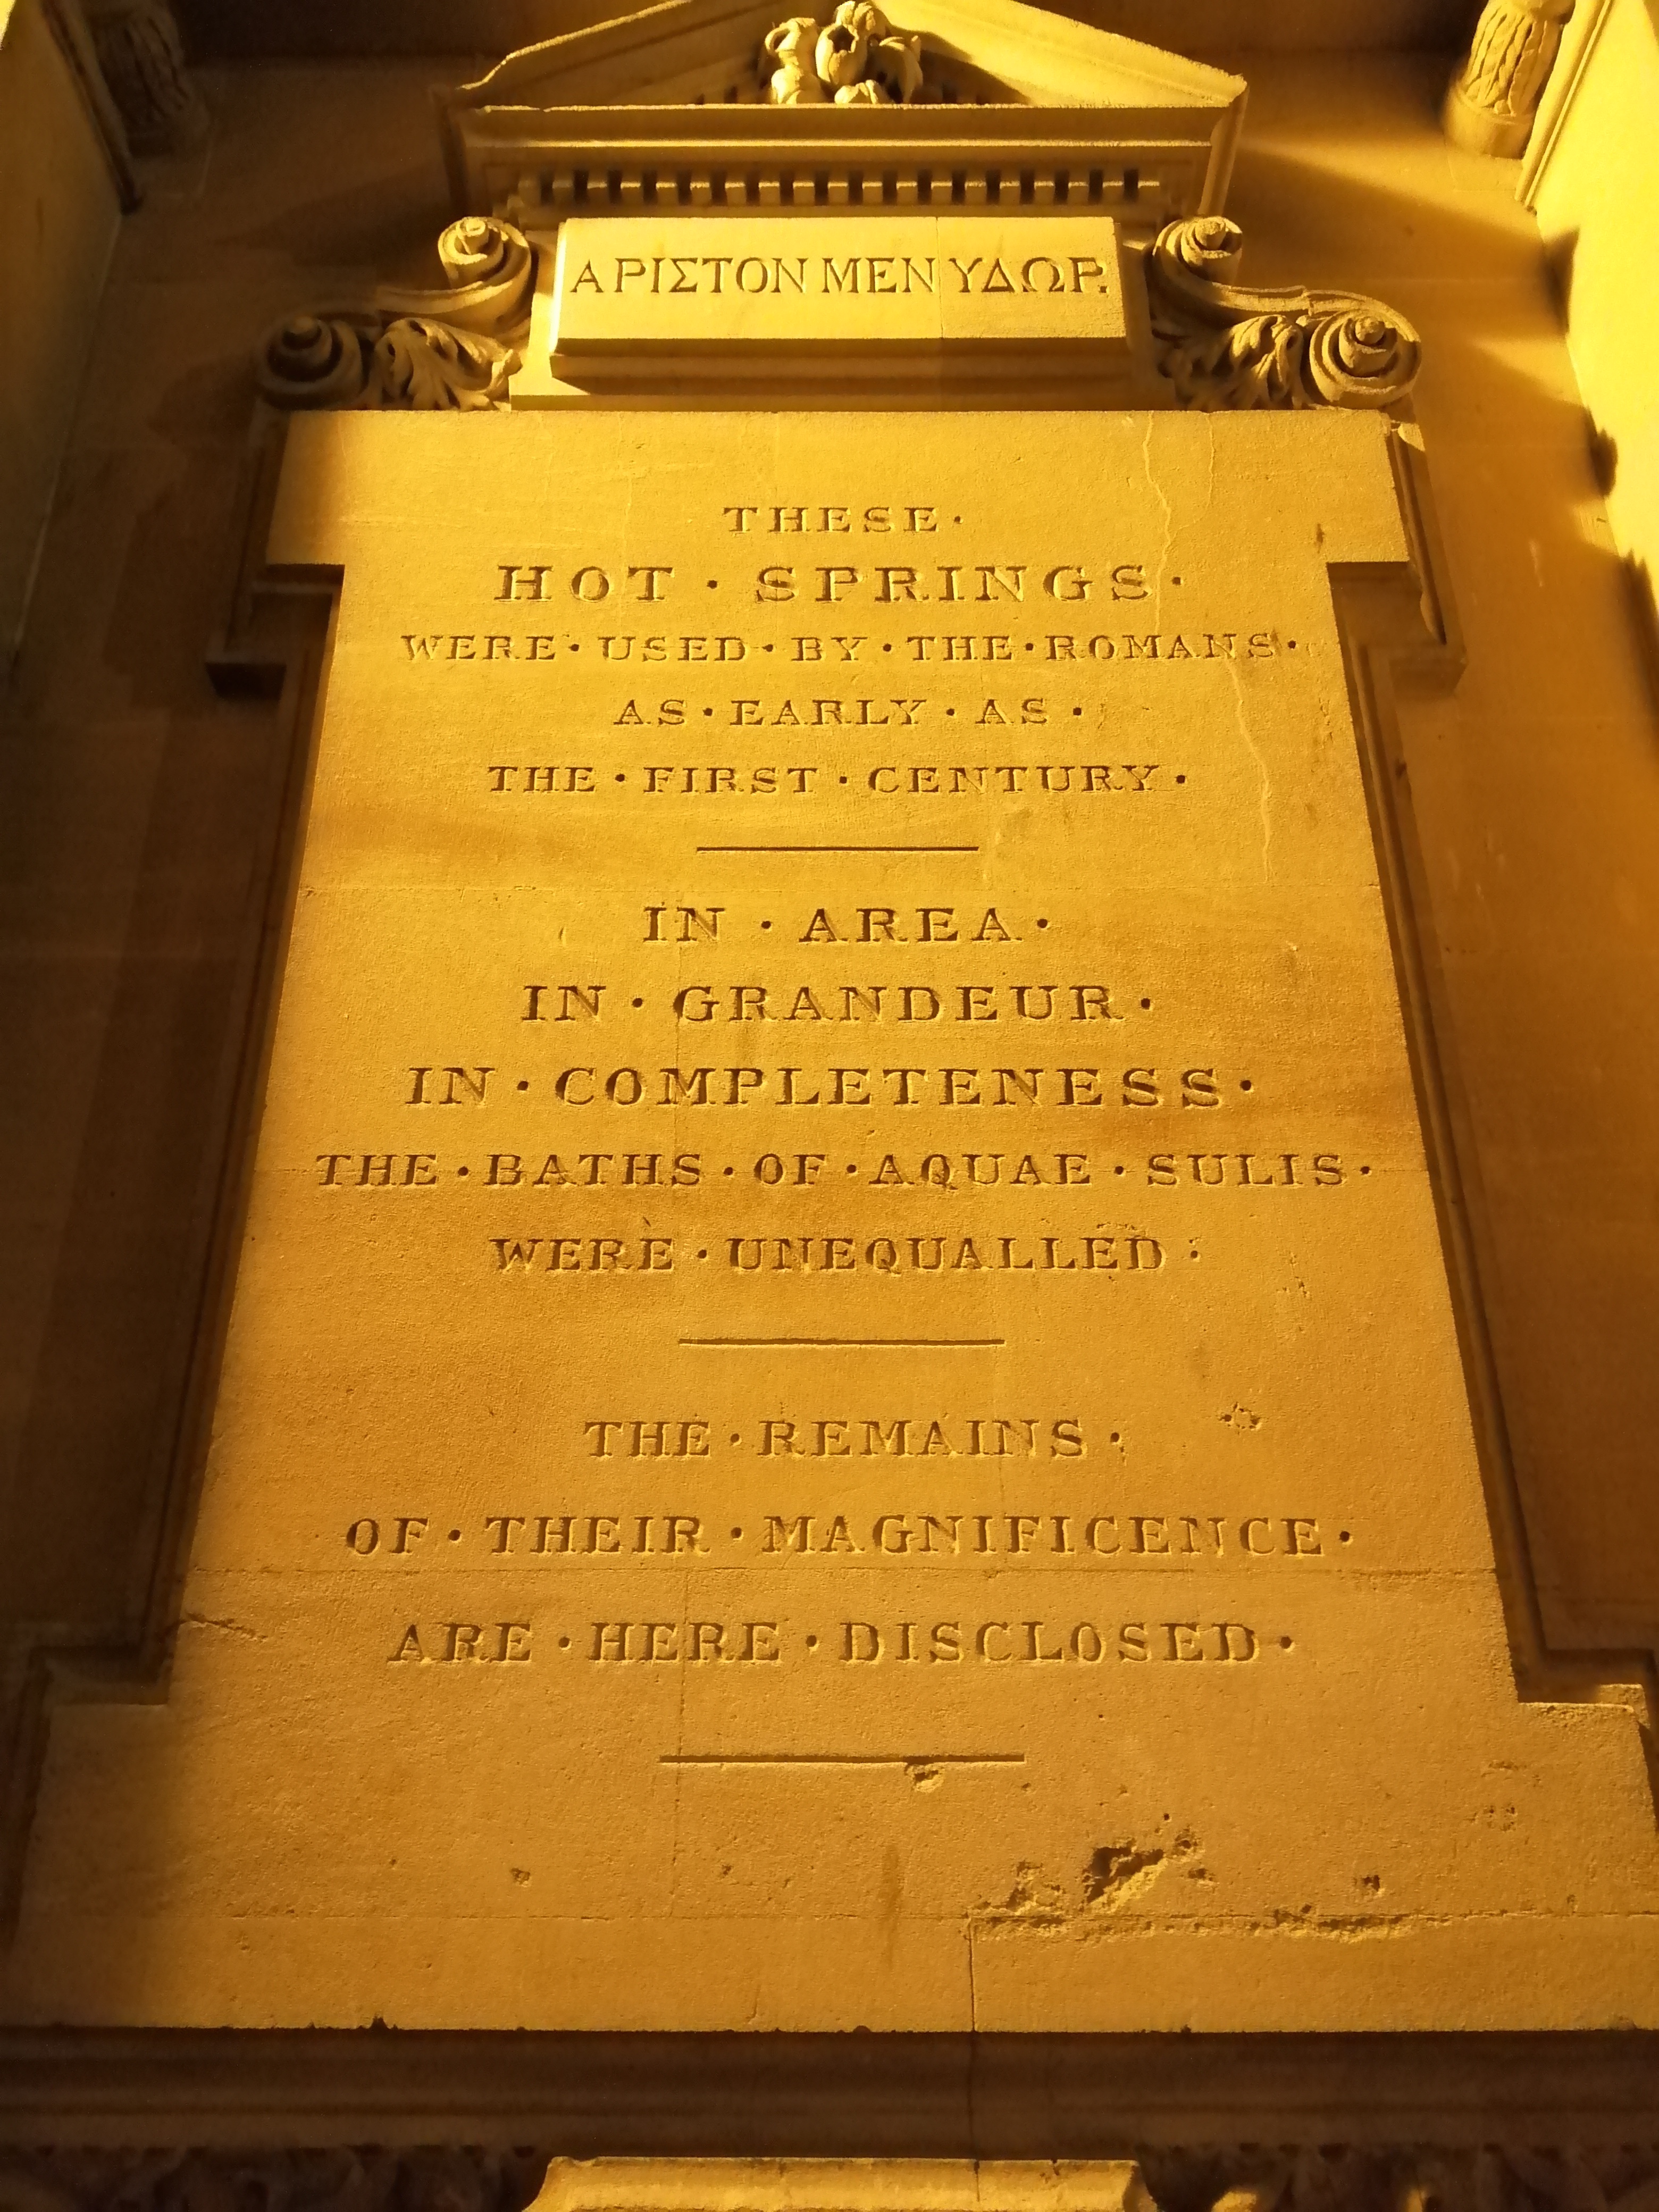 ΑΡΙΣΤΟΝ ΜΕΝ ΥΔΩΡ.
THESE·
HOT · SPRINGS·
WERE·USED·BY·THE·ROMANS·
AS·EARLY·AS·
THE·FIRST·CENTURY·
IN · AREA·
IN · GRANDEUR·
IN · COMPLETENESS·
THE·BATHS·OF·AQUAE·SULIS·
WERE·UNEQUALLED:
THE·REMAINS·
OF·THEIR·MAGNIFICENCE·
ARE·HERE·DISCLOSED·